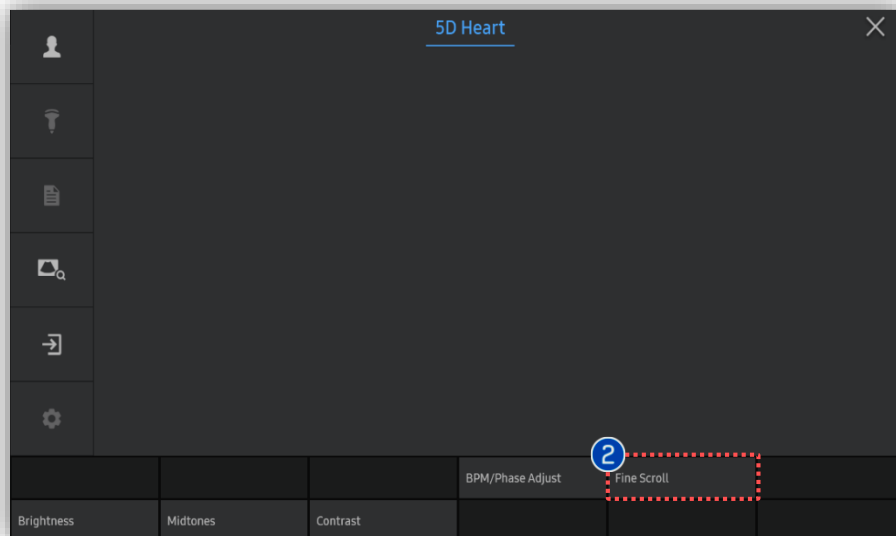 5D Heart
2
BPM/Phase Adjust
Fine Scroll
Brightness
Midtones
Contrast